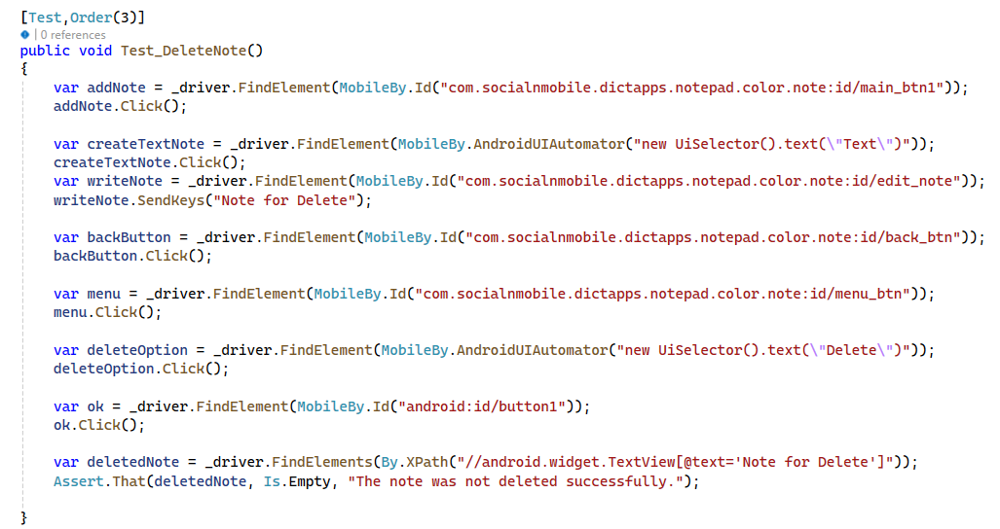 [Test,Order(3)]
| 0 references
public void Test_DeleteNote()
{
    var addNote = _driver.FindElement(MobileBy.Id("com.socialnmobile.dictapps.notepad.color.note:id/main_btn1"));
    addNote.Click();

    var createTextNote = _driver.FindElement(MobileBy.AndroidUIAutomator("new UiSelector().text(\"Text\")"));
    createTextNote.Click();
    var writeNote = _driver.FindElement(MobileBy.Id("com.socialnmobile.dictapps.notepad.color.note:id/edit_note"));
    writeNote.SendKeys("Note for Delete");

    var backButton = _driver.FindElement(MobileBy.Id("com.socialnmobile.dictapps.notepad.color.note:id/back_btn"));
    backButton.Click();

    var menu = _driver.FindElement(MobileBy.Id("com.socialnmobile.dictapps.notepad.color.note:id/menu_btn"));
    menu.Click();

    var deleteOption = _driver.FindElement(MobileBy.AndroidUIAutomator("new UiSelector().text(\"Delete\")"));
    deleteOption.Click();

    var ok = _driver.FindElement(MobileBy.Id("android:id/button1"));
    ok.Click();

    var deletedNote = _driver.FindElements(By.XPath("//android.widget.TextView[@text='Note for Delete']"));
    Assert.That(deletedNote, Is.Empty, "The note was not deleted successfully.");

}